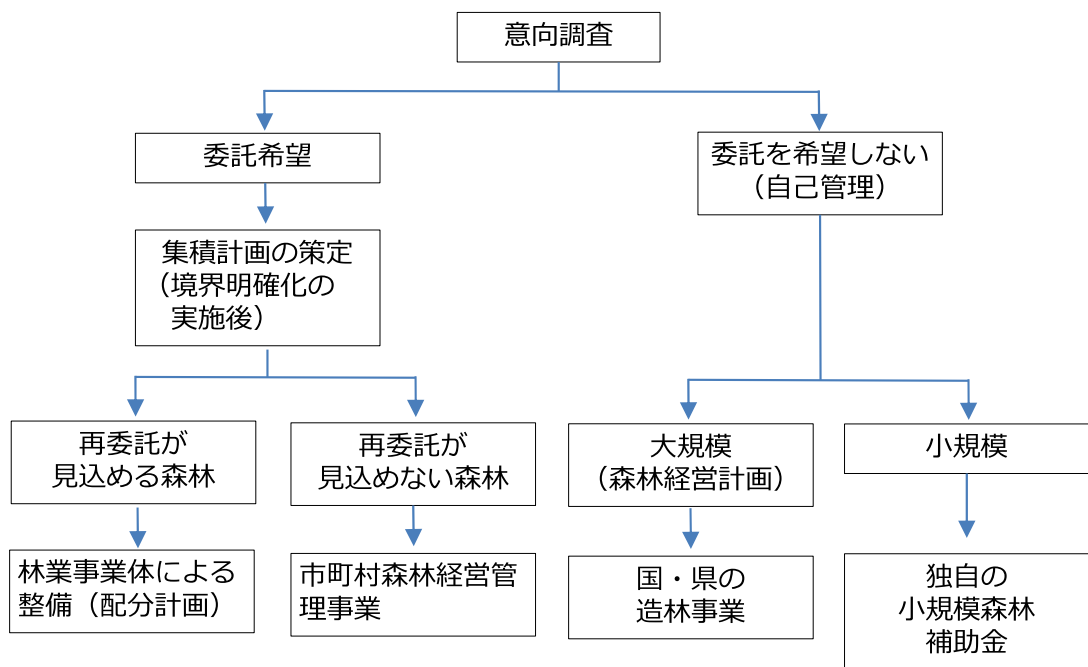 意向調査
委託希望
委託を希望しない
（自己管理）
集積計画の策定
（境界明確化の
実施後）
再委託が
見込める森林
再委託が
見込めない森林
大規模
（森林経営計画）
小規模
林業事業体による
整備（配分計画）
市町村森林経営管
理事業
国・県の
造林事業
独自の
小規模森林
補助金